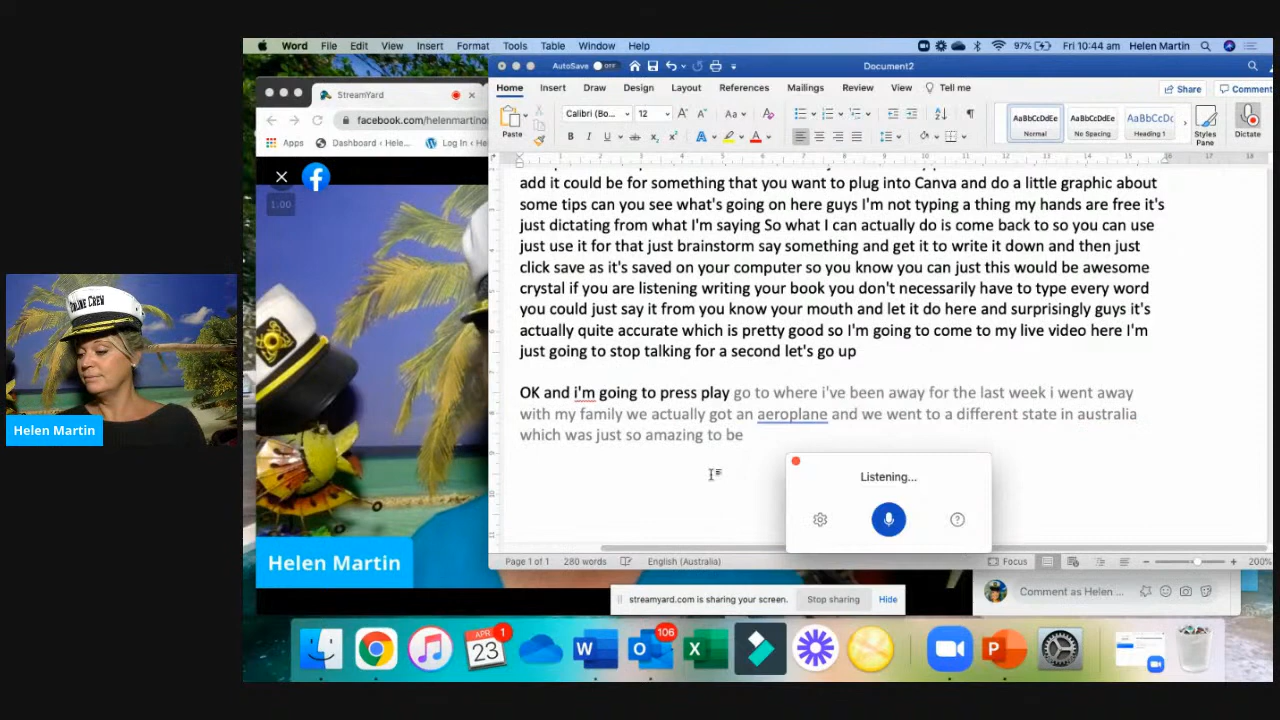 Word File Edit View Insert Format Tools Table Window Help 97% Fri 10:44 am Helen Martin
AutoSave OFF Document2
StreamYard
Home Insert Draw Design Layout References Mailings Review View Tell me Share Comment
facebook.com/helenmartino
Calibri (Bo... 12
Apps Dashboard ‹ Hele... Log In ‹ Rec
Paste
AaBbCcDdEe AaBbCcDdEe AaBbCcDc
Normal No Spacing Heading 1 Styles Pane Dictate
1:00
add it could be for something that you want to plug into Canva and do a little graphic about
some tips can you see what's going on here guys I'm not typing a thing my hands are free it's
just dictating from what I'm saying So what I can actually do is come back to so you can use
just use it for that just brainstorm say something and get it to write it down and then just
click save as it's saved on your computer so you know you can just this would be awesome
crystal if you are listening writing your book you don't necessarily have to type every word
you could just say it from you know your mouth and let it do here and surprisingly guys it's
actually quite accurate which is pretty good so I'm going to come to my live video here I'm
just going to stop talking for a second let's go up
OK and i'm going to press play go to where i've been away for the last week i went away
with my family we actually got an aeroplane and we went to a different state in australia
which was just so amazing to be
ONLINE CREW
Helen Martin
Listening...
Helen Martin
Page 1 of 1 280 words English (Australia) Focus 200%
streamyard.com is sharing your screen. Stop sharing Hide
Comment as Helen ...
APR 1
23
106
W O X P